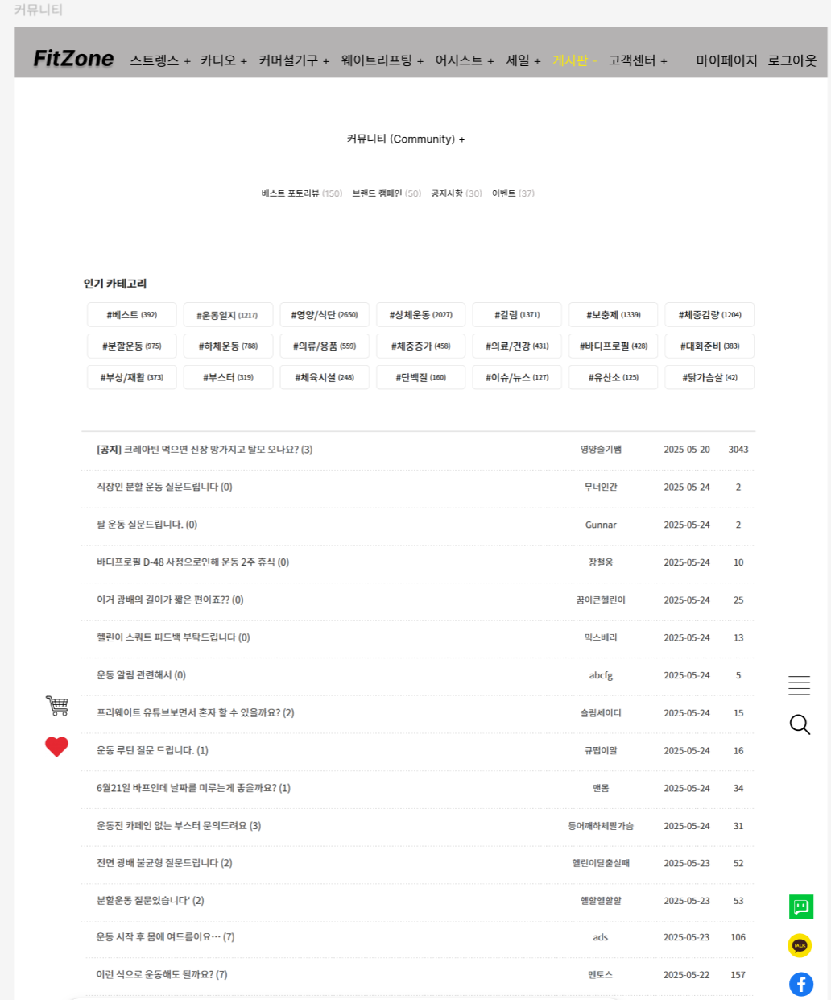 커뮤니티
FitZone 스트렝스 + 카디오 + 커머셜기구 + 웨이트리프팅 + 어시스트 + 세일 + 게시판 - 고객센터 + 마이페이지 로그아웃
커뮤니티 (Community) +
베스트 포토리뷰 (150) 브랜드 캠페인 (50) 공지사항 (30) 이벤트 (37)
인기 카테고리
#베스트 (392) #운동일지 (1217) #영양/식단 (2650) #상체운동 (2027) #칼럼 (1371) #보충제 (1339) #체중감량 (1204)
#분할운동 (975) #하체운동 (788) #의류/용품 (559) #체중증가 (458) #의료/건강 (431) #바디프로필 (428) #대회준비 (383)
#부상/재활 (373) #부스터 (319) #체육시설 (248) #단백질 (160) #이슈/뉴스 (127) #유산소 (125) #닭가슴살 (42)
[공지] 크레아틴 먹으면 신장 망가지고 탈모 오나요? (3) 영양술기쌤 2025-05-20 3043
직장인 분할 운동 질문드립니다 (0) 무너인간 2025-05-24 2
팔 운동 질문드립니다. (0) Gunnar 2025-05-24 2
바디프로필 D-48 사정으로인해 운동 2주 휴식 (0) 장철웅 2025-05-24 10
이거 광배의 길이가 짧은 편이죠?? (0) 꿈이큰헬린이 2025-05-24 25
헬린이 스쿼트 피드백 부탁드립니다 (0) 믹스베리 2025-05-24 13
운동 알림 관련해서 (0) abcfg 2025-05-24 5
프리웨이트 유튜브보면서 혼자 할 수 있을까요? (2) 슬림셰이디 2025-05-24 15
운동 루틴 질문 드립니다. (1) 큐떱이얍 2025-05-24 16
6월21일 바프인데 날짜를 미루는게 좋을까요? (1) 맨몸 2025-05-24 34
운동전 카페인 없는 부스터 문의드려요 (3) 등어깨하체팔가슴 2025-05-24 31
전면 광배 불균형 질문드립니다 (2) 헬린이탈출실패 2025-05-23 52
분할운동 질문있습니다‘ (2) 헬할헬할할 2025-05-23 53
운동 시작 후 몸에 여드름이요… (7) ads 2025-05-23 106
이런 식으로 운동해도 될까요? (7) 멘토스 2025-05-22 157
TALK